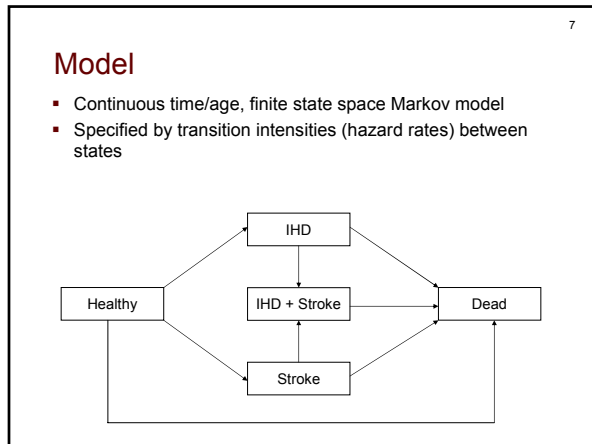 7
Model
▪ Continuous time/age, finite state space Markov model
▪ Specified by transition intensities (hazard rates) between
states
IHD
Healthy
IHD + Stroke
Dead
Stroke